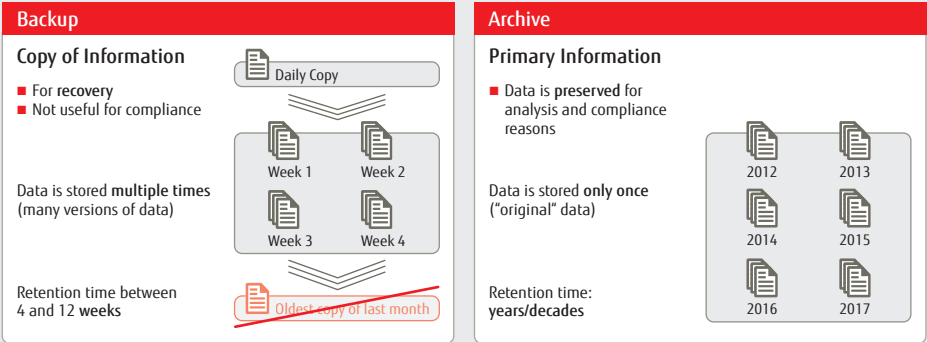 Backup
Copy of Information
■ For recovery
■ Not useful for compliance
Daily Copy
Week 1
Week 2
Data is stored multiple times
(many versions of data)
Week 3
Week 4
Retention time between
4 and 12 weeks
Oldest copy of last month
Archive
Primary Information
■ Data is preserved for
analysis and compliance
reasons
2012
2013
Data is stored only once
("original" data)
2014
2015
Retention time:
years/decades
2016
2017